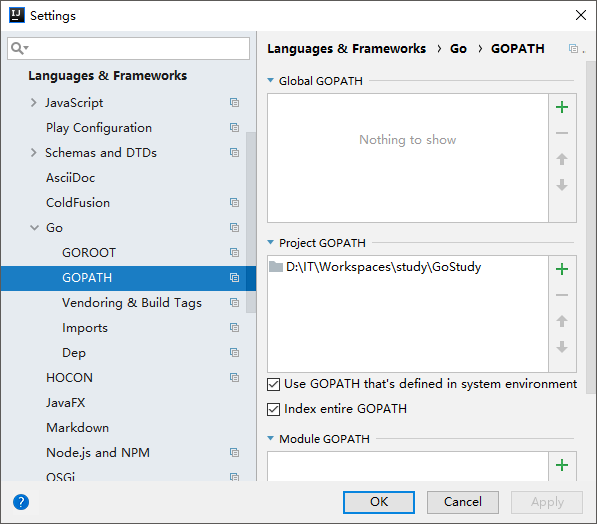 Settings
Languages & Frameworks
JavaScript
Play Configuration
Schemas and DTDs
AsciiDoc
ColdFusion
Go
GOROOT
GOPATH
Vendoring & Build Tags
Imports
Dep
HOCON
JavaFX
Markdown
Node.js and NPM
OSGi
Languages & Frameworks › Go › GOPATH
Global GOPATH
Nothing to show
Project GOPATH
D:\IT\Workspaces\study\GoStudy
Use GOPATH that's defined in system environment
Index entire GOPATH
Module GOPATH
?
OK
Cancel
Apply